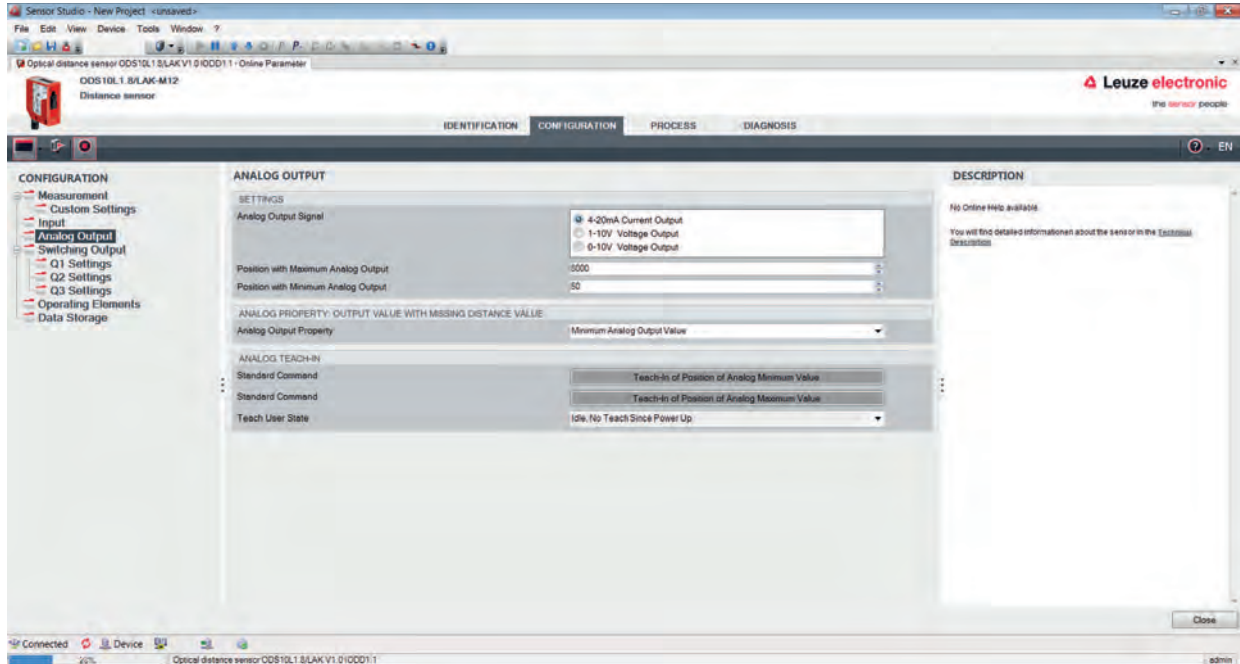 Sensor Studio - New Project <unsaved>
File Edit View Device Tools Window ?
Optical distance sensor ODS10L1.8/LAK V1.0 IODD1.1 - Online Parameter
ODS10L1.8/LAK-M12
Distance sensor
Leuze electronic
the sensor people
IDENTIFICATION CONFIGURATION PROCESS DIAGNOSIS
EN
CONFIGURATION
Measurement
Custom Settings
Input
Analog Output
Switching Output
Q1 Settings
Q2 Settings
Q3 Settings
Operating Elements
Data Storage
ANALOG OUTPUT
SETTINGS
Analog Output Signal
4-20mA Current Output
1-10V Voltage Output
0-10V Voltage Output
Position with Maximum Analog Output
Position with Minimum Analog Output 50
ANALOG PROPERTY: OUTPUT VALUE WITH MISSING DISTANCE VALUE
Analog Output Property Minimum Analog Output Value
ANALOG TEACH-IN
Standard Command Teach-In of Position of Analog Minimum Value
Standard Command Teach-In of Position of Analog Maximum Value
Teach User State Idle, No Teach Since Power Up
DESCRIPTION
No Online Help available.
You will find detailed informationen about the sensor in the Technical
Description.
Close
Connected Device
Optical distance sensor ODS10L1.8/LAK V1.0 IODD1.1
admin